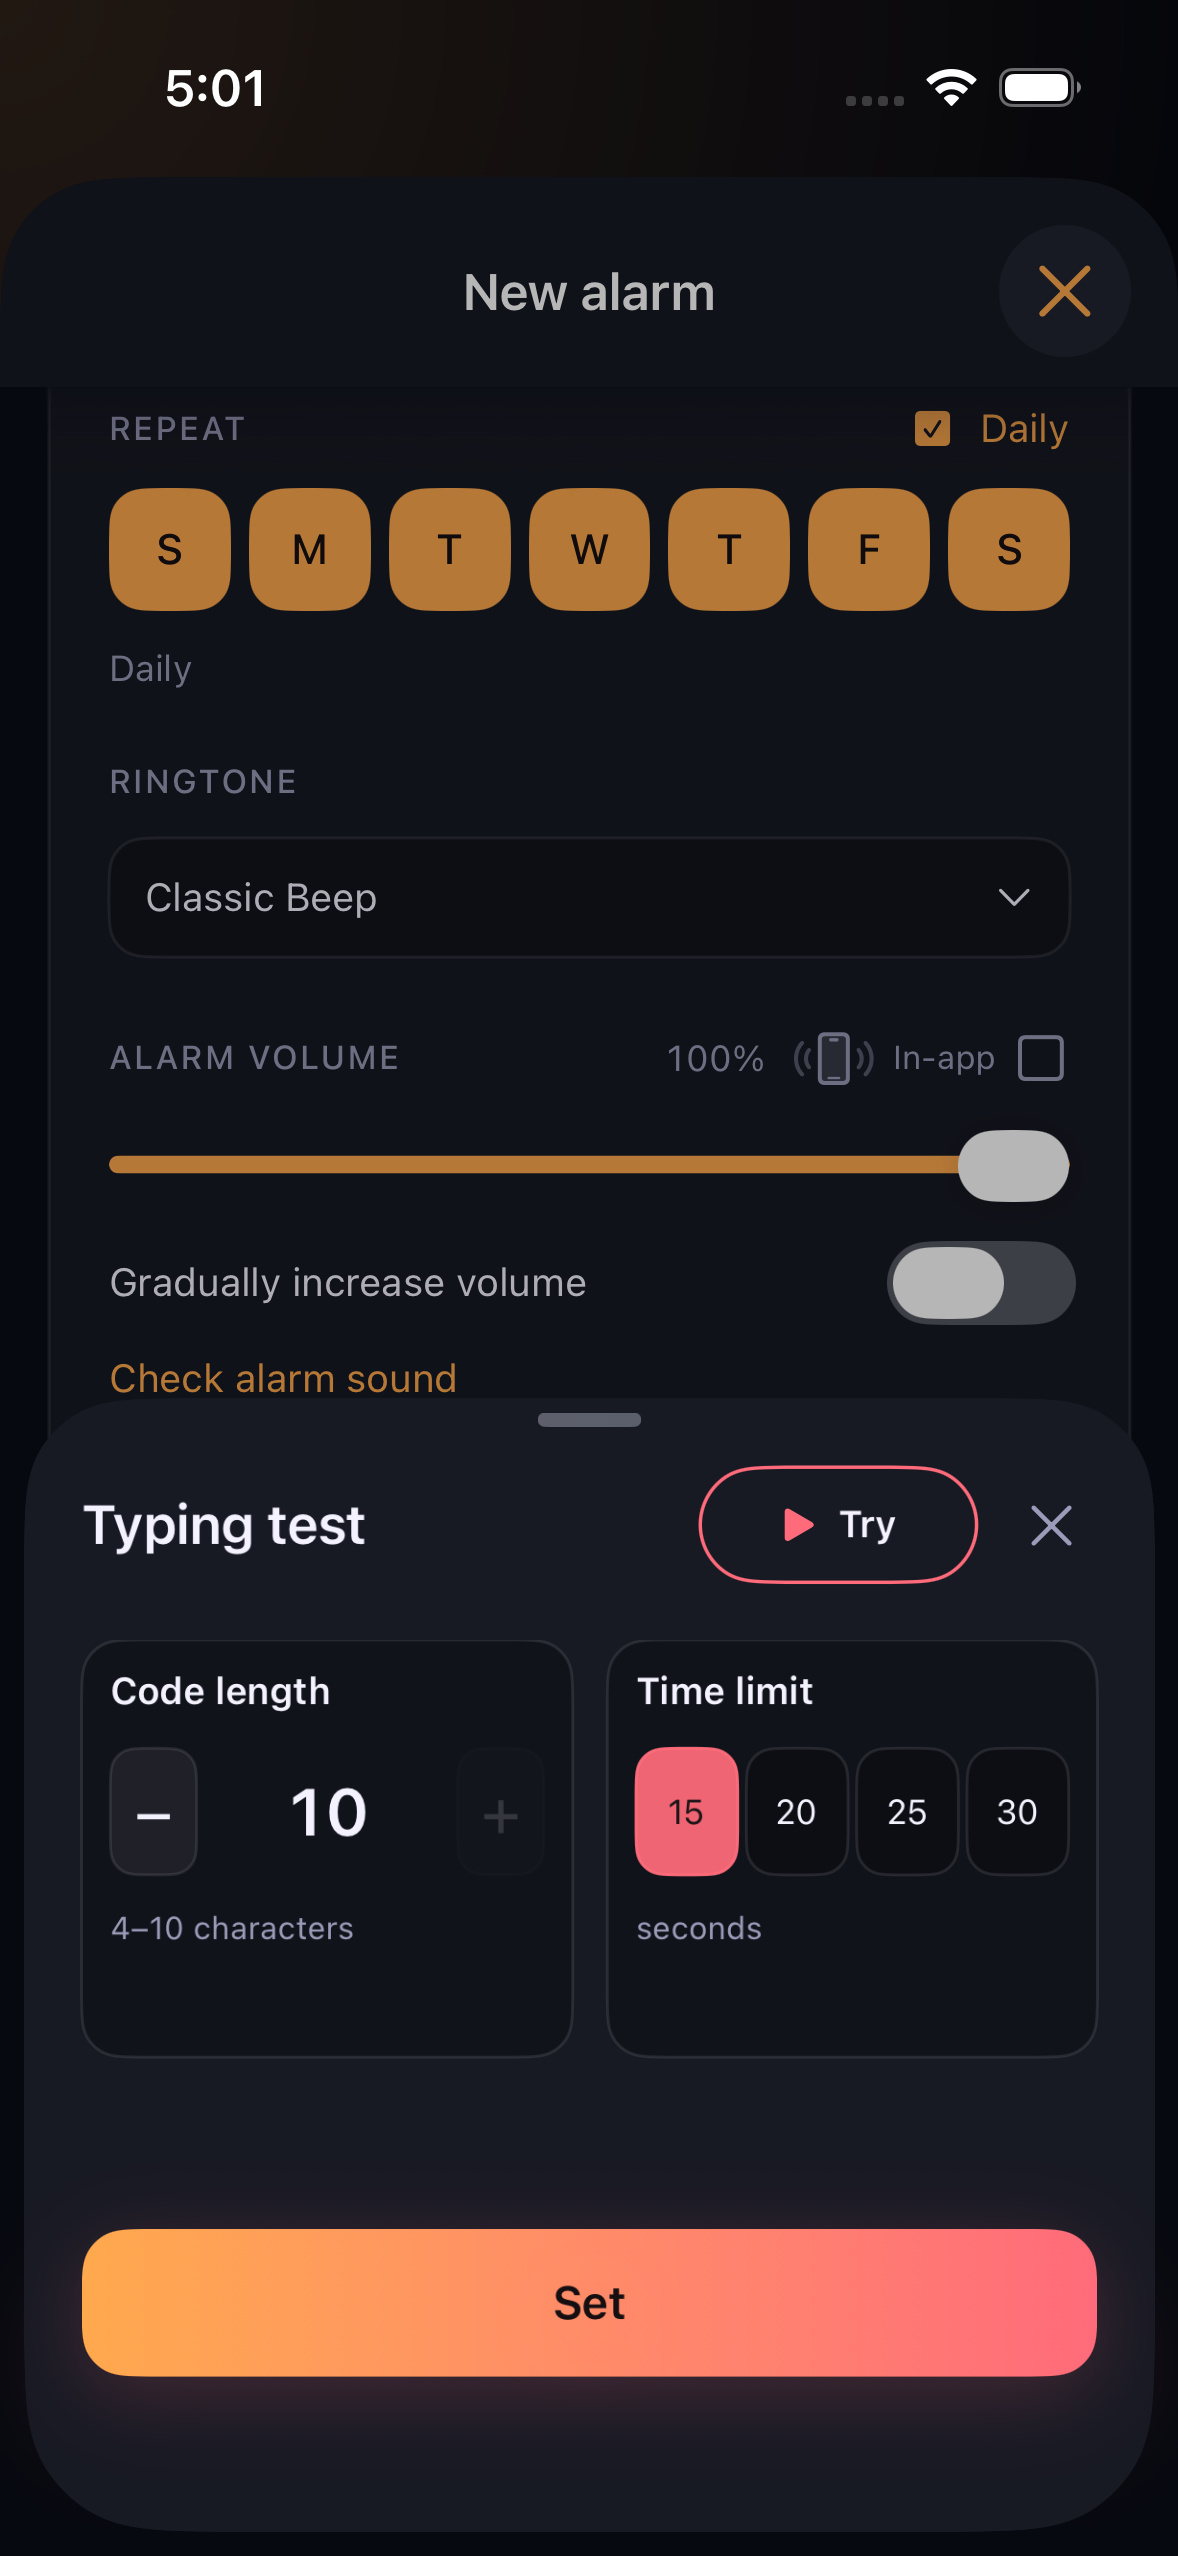 5:01
New alarm
REPEAT
Daily
S M T W T F S
Daily
RINGTONE
Classic Beep
ALARM VOLUME 100% In-app
Gradually increase volume
Check alarm sound
Typing test
Try
Code length
– 10 +
4–10 characters
Time limit
15 20 25 30
seconds
Set